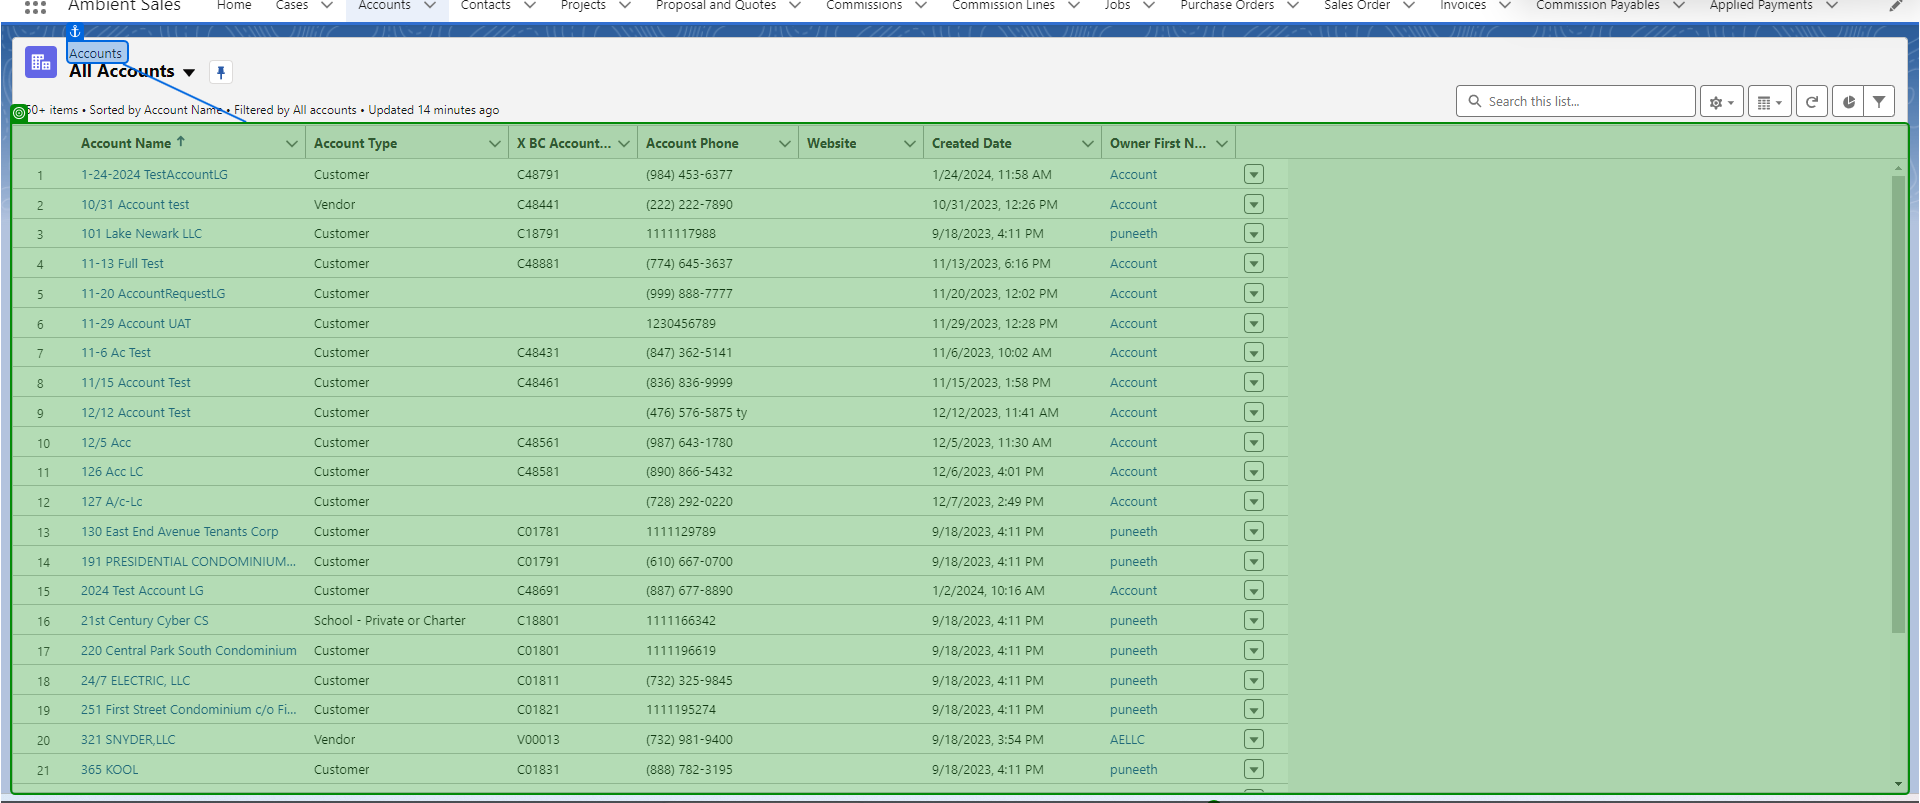 Ambient Sales Home Cases Accounts Contacts Projects Proposal and Quotes Commissions Commission Lines Jobs Purchase Orders Sales Order Invoices Commission Payables Applied Payments
Accounts
All Accounts
50+ items • Sorted by Account Name • Filtered by All accounts • Updated 14 minutes ago
Search this list...
Account Name Account Type X BC Account... Account Phone Website Created Date Owner First N...
1 1-24-2024 TestAccountLG Customer C48791 (984) 453-6377 1/24/2024, 11:58 AM Account
2 10/31 Account test Vendor C48441 (222) 222-7890 10/31/2023, 12:26 PM Account
3 101 Lake Newark LLC Customer C18791 1111117988 9/18/2023, 4:11 PM puneeth
4 11-13 Full Test Customer C48881 (774) 645-3637 11/13/2023, 6:16 PM Account
5 11-20 AccountRequestLG Customer (999) 888-7777 11/20/2023, 12:02 PM Account
6 11-29 Account UAT Customer 1230456789 11/29/2023, 12:28 PM Account
7 11-6 Ac Test Customer C48431 (847) 362-5141 11/6/2023, 10:02 AM Account
8 11/15 Account Test Customer C48461 (836) 836-9999 11/15/2023, 1:58 PM Account
9 12/12 Account Test Customer (476) 576-5875 ty 12/12/2023, 11:41 AM Account
10 12/5 Acc Customer C48561 (987) 643-1780 12/5/2023, 11:30 AM Account
11 126 Acc LC Customer C48581 (890) 866-5432 12/6/2023, 4:01 PM Account
12 127 A/c-Lc Customer (728) 292-0220 12/7/2023, 2:49 PM Account
13 130 East End Avenue Tenants Corp Customer C01781 1111129789 9/18/2023, 4:11 PM puneeth
14 191 PRESIDENTIAL CONDOMINIUM... Customer C01791 (610) 667-0700 9/18/2023, 4:11 PM puneeth
15 2024 Test Account LG Customer C48691 (887) 677-8890 1/2/2024, 10:16 AM Account
16 21st Century Cyber CS School - Private or Charter C18801 1111166342 9/18/2023, 4:11 PM puneeth
17 220 Central Park South Condominium Customer C01801 1111196619 9/18/2023, 4:11 PM puneeth
18 24/7 ELECTRIC, LLC Customer C01811 (732) 325-9845 9/18/2023, 4:11 PM puneeth
19 251 First Street Condominium c/o Fi... Customer C01821 1111195274 9/18/2023, 4:11 PM puneeth
20 321 SNYDER,LLC Vendor V00013 (732) 981-9400 9/18/2023, 3:54 PM AELLC
21 365 KOOL Customer C01831 (888) 782-3195 9/18/2023, 4:11 PM puneeth